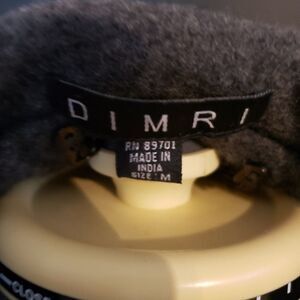 DIMRI
RN 89701
MADE IN
INDIA
SIZE: M